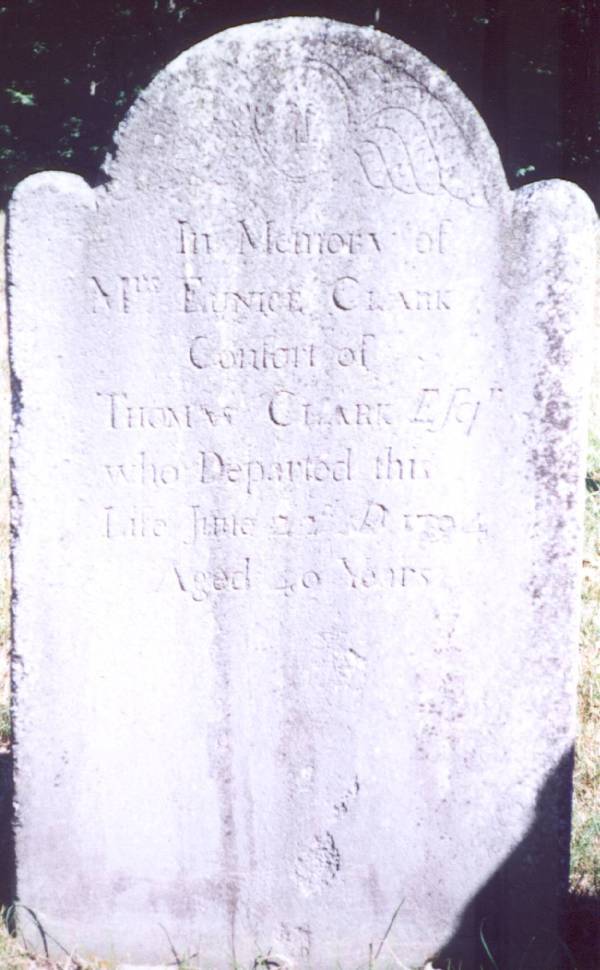 In Memory of
Mrs Eunice Clark
Conſort of
Thomas Clark Eſqr
who Departed this
Life June 22d AD 1794
Aged 40 Years